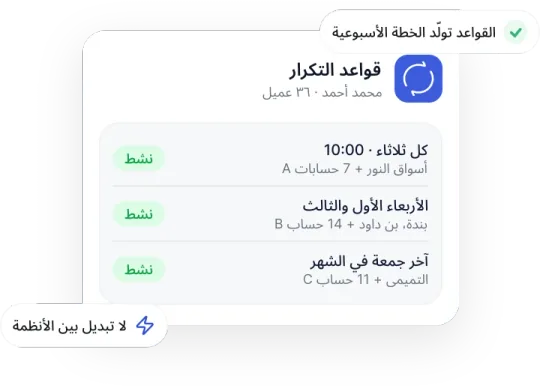 القواعد تولّد الخطة الأسبوعية
قواعد التكرار
محمد أحمد · ٣٦ عميل
كل ثلاثاء · 10:00
أسواق النور + 7 حسابات A
نشط
الأربعاء الأول والثالث
بندة، بن داود + 14 حساب B
نشط
آخر جمعة في الشهر
التميمى + 11 حساب C
نشط
لا تبديل بين الأنظمة